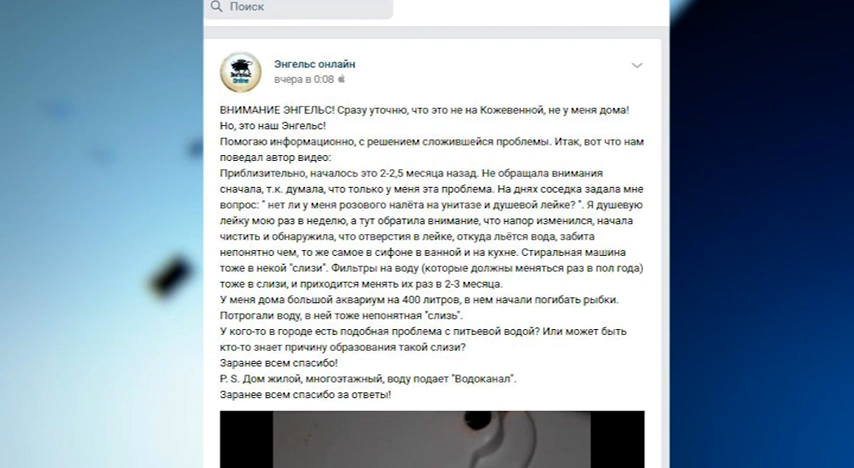 Поиск
Энгельс онлайн
вчера в 0:08
Энгельс
Online
ВНИМАНИЕ ЭНГЕЛЬС! Сразу уточню, что это не на Кожевенной, не у меня дома!
Но, это наш Энгельс!
Помогаю информационно, с решением сложившейся проблемы. Итак, вот что нам
поведал автор видео:
Приблизительно, началось это 2-2,5 месяца назад. Не обращала внимания
сначала, т.к. думала, что только у меня эта проблема. На днях соседка задала мне
вопрос: " нет ли у меня розового налёта на унитазе и душевой лейке? ". Я душевую
лейку мою раз в неделю, а тут обратила внимание, что напор изменился, начала
чистить и обнаружила, что отверстия в лейке, откуда льётся вода, забита
непонятно чем, то же самое в сифоне в ванной и на кухне. Стиральная машина
тоже в некой "слизи". Фильтры на воду (которые должны меняться раз в пол года)
тоже в слизи, и приходится менять их раз в 2-3 месяца.
У меня дома большой аквариум на 400 литров, в нем начали погибать рыбки.
Потрогали воду, в ней тоже непонятная "слизь".
У кого-то в городе есть подобная проблема с питьевой водой? Или может быть
кто-то знает причину образования такой слизи?
Заранее всем спасибо!
P. S. Дом жилой, многоэтажный, воду подает "Водоканал".
Заранее всем спасибо за ответы!